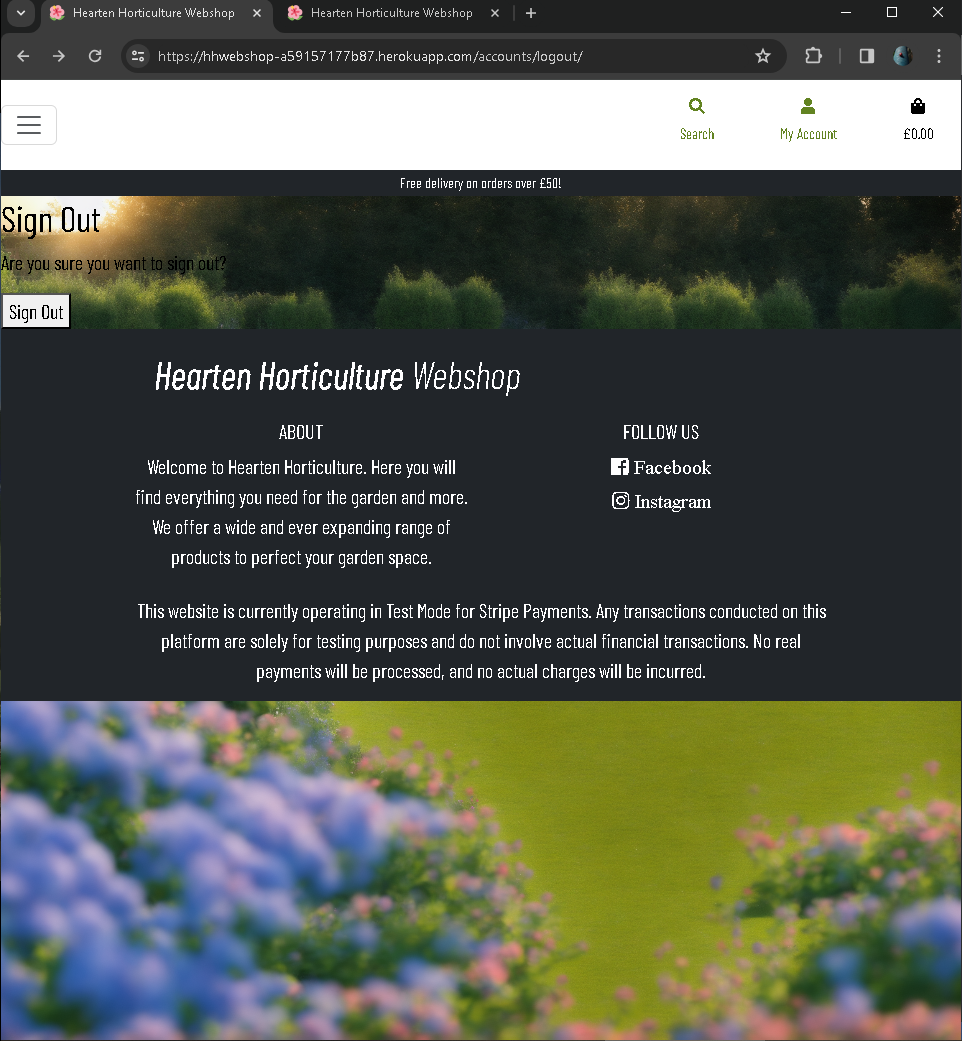 Hearten Horticulture Webshop
Hearten Horticulture Webshop
https://hhwebshop-a59157177b87.herokuapp.com/accounts/logout/
Search
My Account
£0.00
Free delivery on orders over £50!
Sign Out
Are you sure you want to sign out?
Sign Out
Hearten Horticulture Webshop
ABOUT
Welcome to Hearten Horticulture. Here you will
find everything you need for the garden and more.
We offer a wide and ever expanding range of
products to perfect your garden space.
FOLLOW US
Facebook
Instagram
This website is currently operating in Test Mode for Stripe Payments. Any transactions conducted on this
platform are solely for testing purposes and do not involve actual financial transactions. No real
payments will be processed, and no actual charges will be incurred.